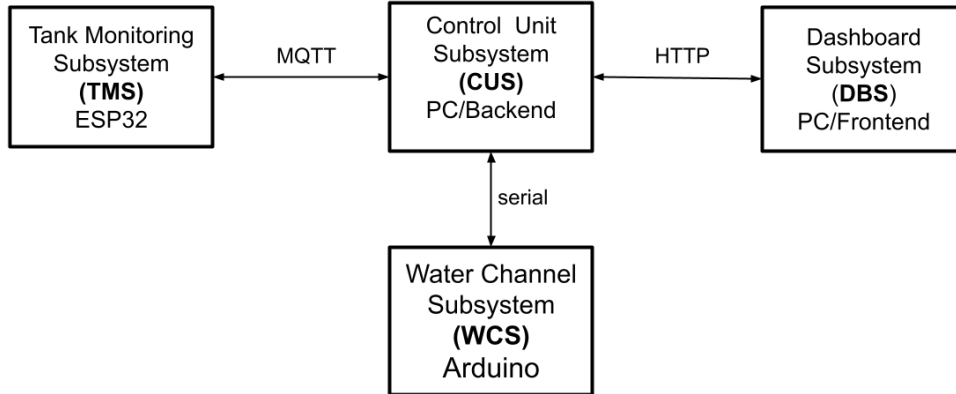 Tank Monitoring
Subsystem
(TMS)
ESP32
MQTT
Control Unit
Subsystem
(CUS)
PC/Backend
HTTP
Dashboard
Subsystem
(DBS)
PC/Frontend
serial
Water Channel
Subsystem
(WCS)
Arduino